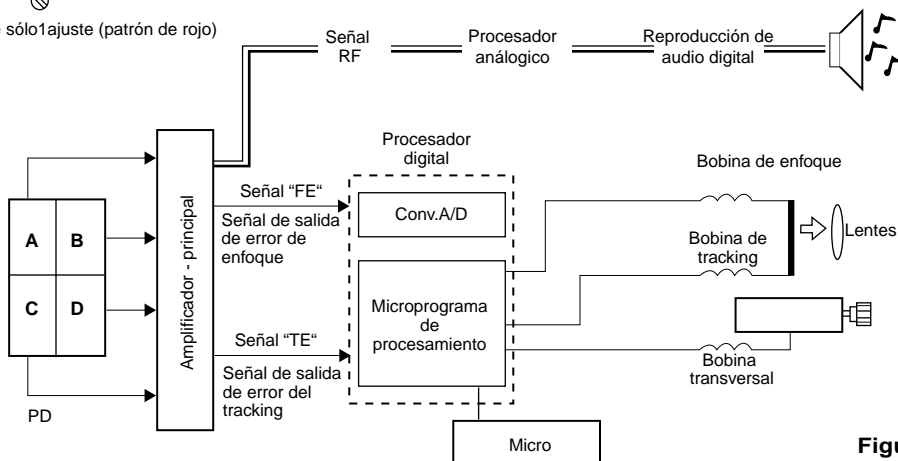 e sólo1ajuste (patrón de rojo)
Señal
RF
Procesador
análogico
Reproducción de
audio digital
Procesador
digital
Bobina de enfoque
Señal “FE“
Conv.A/D
Señal de salida
de error de
enfoque
A B
C D
Amplificador - principal
Lentes
Bobina de
tracking
Microprograma
de
procesamiento
Señal “TE“
Señal de salida
de error del
tracking
Bobina
transversal
PD
Micro
Figu